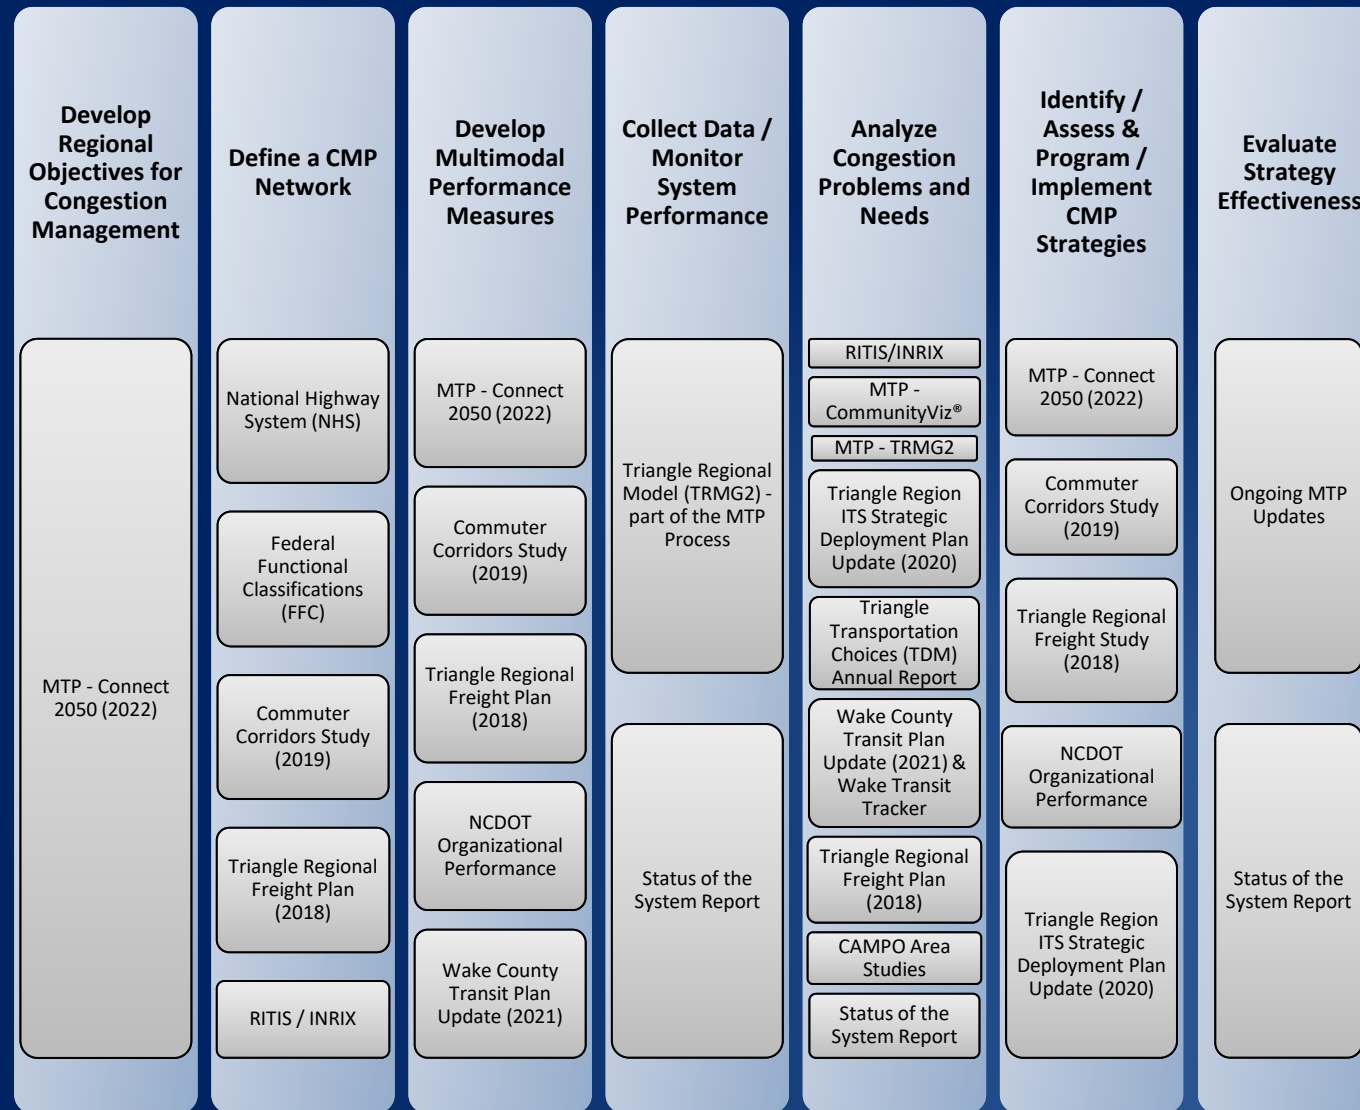 Develop
Regional
Objectives for
Congestion
Management
MTP - Connect
2050 (2022)
Define a CMP
Network
National Highway
System (NHS)
Federal
Functional
Classifications
(FFC)
Commuter
Corridors Study
(2019)
Triangle Regional
Freight Plan
(2018)
RITIS / INRIX
Develop
Multimodal
Performance
Measures
MTP - Connect
2050 (2022)
Commuter
Corridors Study
(2019)
Triangle Regional
Freight Plan
(2018)
NCDOT
Organizational
Performance
Wake County
Transit Plan
Update (2021)
Collect Data /
Monitor
System
Performance
Triangle Regional
Model (TRMG2) -
part of the MTP
Process
Status of the
System Report
Analyze
Congestion
Problems and
Needs
RITIS/INRIX
MTP -
CommunityViz®
MTP - TRMG2
Triangle Region
ITS Strategic
Deployment Plan
Update (2020)
Triangle
Transportation
Choices (TDM)
Annual Report
Wake County
Transit Plan
Update (2021) &
Wake Transit
Tracker
Triangle Regional
Freight Plan
(2018)
CAMPO Area
Studies
Status of the
System Report
Identify /
Assess &
Program /
Implement
CMP
Strategies
MTP - Connect
2050 (2022)
Commuter
Corridors Study
(2019)
Triangle Regional
Freight Study
(2018)
NCDOT
Organizational
Performance
Triangle Region
ITS Strategic
Deployment Plan
Update (2020)
Evaluate
Strategy
Effectiveness
Ongoing MTP
Updates
Status of the
System Report